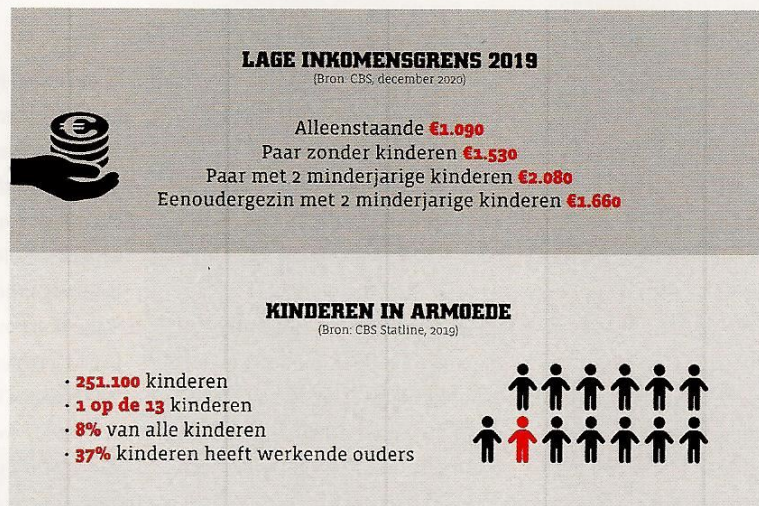 LAGE INKOMENSGRENS 2019
(Bron: CBS, december 2020)
€
Alleenstaande €1.090
Paar zonder kinderen €1.530
Paar met 2 minderjarige kinderen €2.080
Eenoudergezin met 2 minderjarige kinderen €1.660
KINDEREN IN ARMOEDE
(Bron: CBS Statline, 2019)
· 251.100 kinderen
· 1 op de 13 kinderen
· 8% van alle kinderen
· 37% kinderen heeft werkende ouders